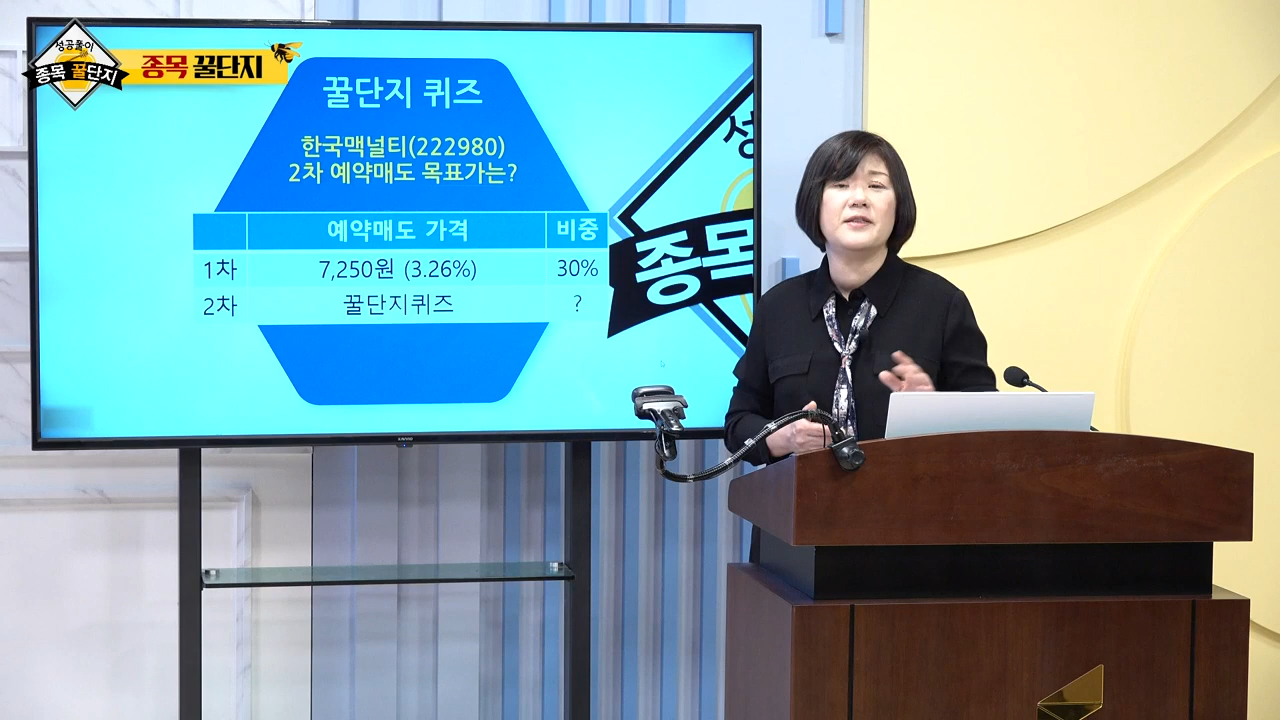 성공풀이
종목 꿀단지
종목 꿀단지
꿀단지 퀴즈
한국맥널티(222980)
2차 예약매도 목표가는?
예약매도 가격 비중
1차 7,250원 (3.26%) 30%
2차 꿀단지퀴즈 ?
성
종목